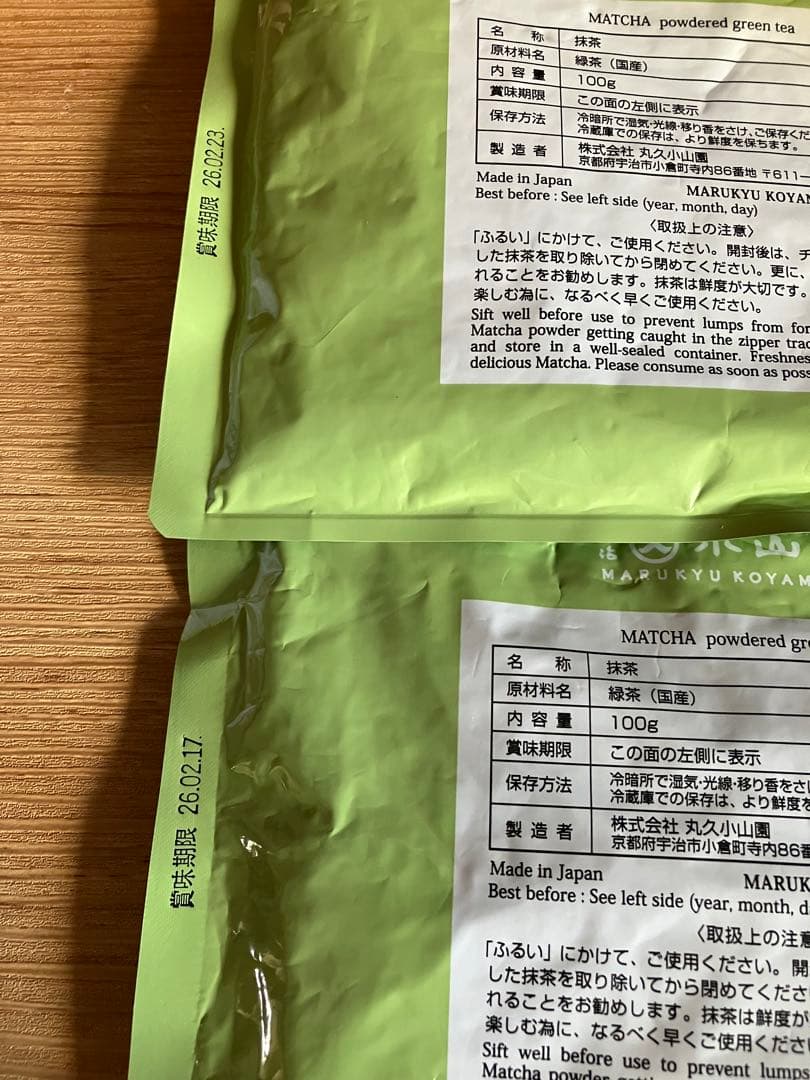 MATCHA powdered green tea
名 称 抹茶
原材料名 緑茶（国産）
内 容 量 100g
賞味期限 この面の左側に表示
保存方法 冷暗所で湿気・光線・移り香をさけ、ご保存くだ
冷蔵庫での保存は、より鮮度を保ちます。
製 造 者 株式会社 丸久小山園
京都府宇治市小倉町寺内86番地 〒611―
Made in Japan
MARUKYU KOYAM
Best before : See left side (year, month, day)
〈取扱上の注意〉
「ふるい」にかけて、ご使用ください。開封後は、チ
した抹茶を取り除いてから閉めてください。更に、
れることをお勧めします。抹茶は鮮度が大切です。
楽しむ為に、なるべく早くご使用ください。
Sift well before use to prevent lumps from for
Matcha powder getting caught in the zipper trac
and store in a well-sealed container. Freshness
delicious Matcha. Please consume as soon as poss
賞味期限 26.02.23.
MARUKYU KOYAM
MATCHA powdered gre
名 称 抹茶
原材料名 緑茶（国産）
内 容 量 100g
賞味期限 この面の左側に表示
保存方法 冷暗所で湿気・光線・移り香をさけ
冷蔵庫での保存は、より鮮度を
製 造 者 株式会社 丸久小山園
京都府宇治市小倉町寺内86番
Made in Japan
MARUK
Best before : See left side (year, month, d
〈取扱上の注意
「ふるい」にかけて、ご使用ください。開
した抹茶を取り除いてから閉めてくださ
れることをお勧めします。抹茶は鮮度が
楽しむ為に、なるべく早くご使用くださ
Sift well before use to prevent lumps
Matcha powder
賞味期限 26.02.17.